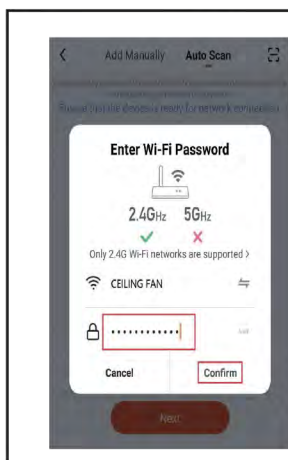 Add Manually Auto Scan
Enter Wi-Fi Password
2.4GHz 5GHz
Only 2.4G Wi-Fi networks are supported >
CEILING FAN
••••••••••••
Cancel Confirm
Next